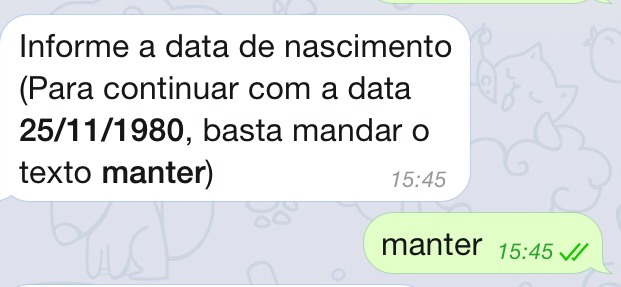 Informe a data de nascimento
(Para continuar com a data
25/11/1980, basta mandar o
texto manter)
15:45
manter 15:45